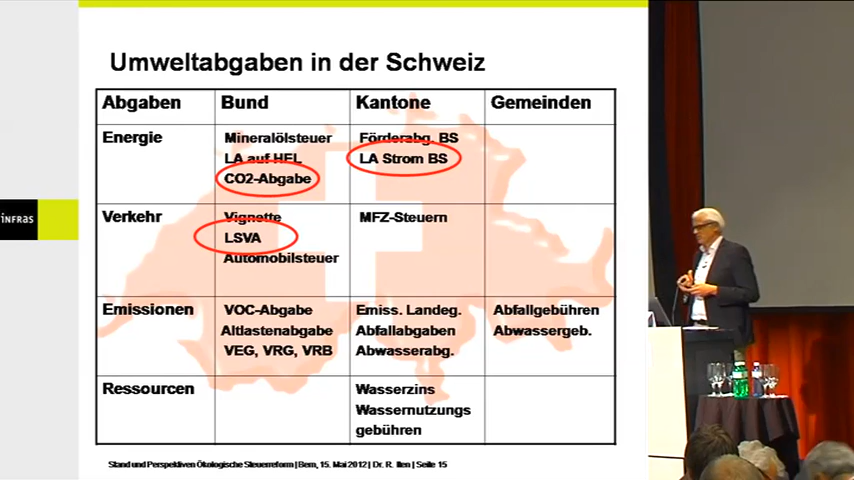 Umweltabgaben in der Schweiz
Abgaben Bund Kantone Gemeinden
Energie Mineralölsteuer Förderabg. BS
LA auf HEL LA Strom BS
CO2-Abgabe
Verkehr Vignette MFZ-Steuern
LSVA
Automobilsteuer
Emissionen VOC-Abgabe Emiss. Landeg. Abfallgebühren
Altlastenabgabe Abfallabgaben Abwassergeb.
VEG, VRG, VRB Abwasserabg.
Ressourcen Wasserzins
Wassernutzungs
gebühren
infras
Stand und Perspektiven Ökologische Steuerreform | Bern, 15. Mai 2012 | Dr. R. Iten | Seite 15